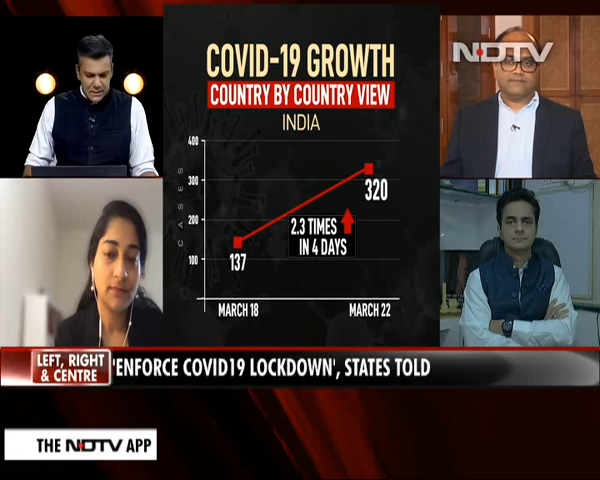 COVID-19 GROWTH
COUNTRY BY COUNTRY VIEW
INDIA
NDTV
400
300
200
100
CASES
320
2.3 TIMES
IN 4 DAYS
137
MARCH 18
MARCH 22
LEFT, RIGHT
& CENTRE
'ENFORCE COVID19 LOCKDOWN', STATES TOLD
THE NDTV APP